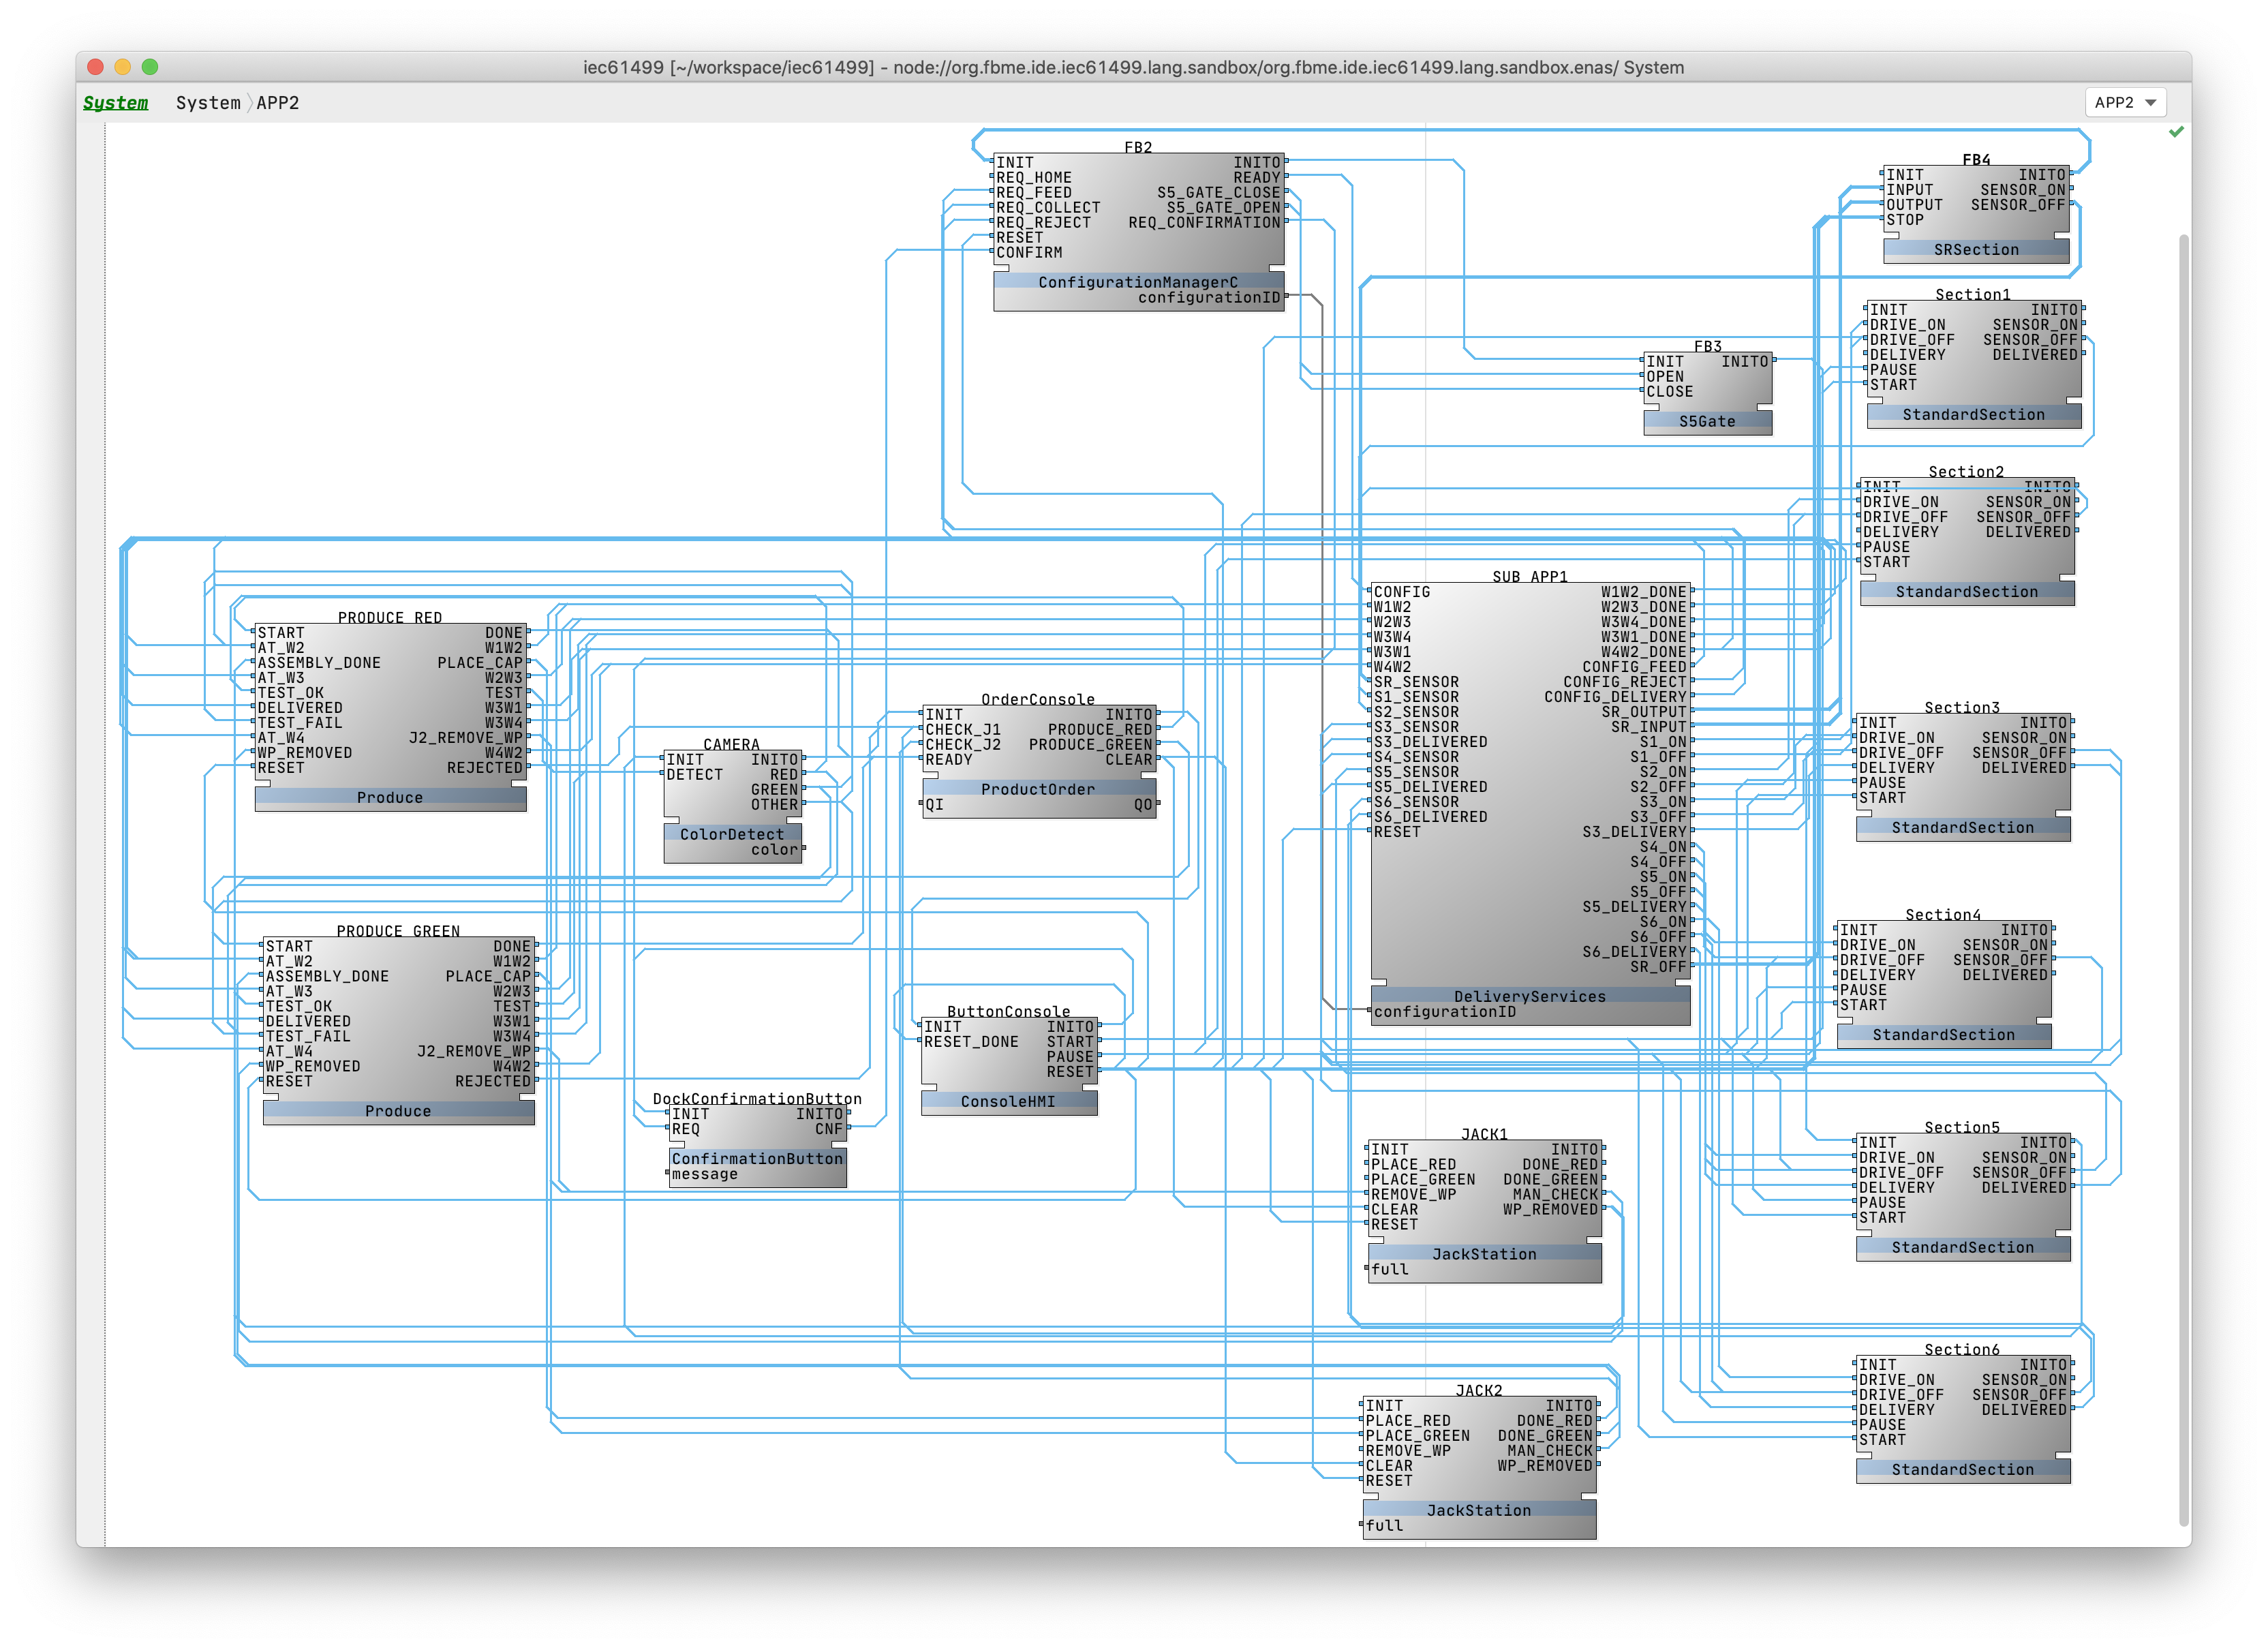 iec61499 [~/workspace/iec61499] - node://org.fbme.ide.iec61499.lang.sandbox/org.fbme.ide.iec61499.lang.sandbox.enas/ System
System System APP2 APP2
FB2
INIT INITO
REQ_HOME READY
REQ_FEED S5_GATE_CLOSE
REQ_COLLECT S5_GATE_OPEN
REQ_REJECT REQ_CONFIRMATION
RESET
CONFIRM
ConfigurationManagerC
configurationID
FB4
INIT INITO
INPUT SENSOR_ON
OUTPUT SENSOR_OFF
STOP
SRSection
Section1
INIT INITO
DRIVE_ON SENSOR_ON
DRIVE_OFF SENSOR_OFF
DELIVERY DELIVERED
PAUSE
START
StandardSection
FB3
INIT INITO
OPEN
CLOSE
S5Gate
Section2
INIT INITO
DRIVE_ON SENSOR_ON
DRIVE_OFF SENSOR_OFF
DELIVERY DELIVERED
PAUSE
START
StandardSection
PRODUCE_RED
START DONE
AT_W2 W1W2
ASSEMBLY_DONE PLACE_CAP
AT_W3 W2W3
TEST_OK TEST
DELIVERED W3W1
TEST_FAIL W3W4
AT_W4 J2_REMOVE_WP
WP_REMOVED W4W2
RESET REJECTED
Produce
SUB_APP1
CONFIG W1W2_DONE
W1W2 W2W3_DONE
W2W3 W3W4_DONE
W3W4 W3W1_DONE
W3W1 W4W2_DONE
W4W2 CONFIG_FEED
SR_SENSOR CONFIG_REJECT
S1_SENSOR CONFIG_DELIVERY
S2_SENSOR SR_OUTPUT
S3_SENSOR SR_INPUT
S3_DELIVERED S1_ON
S4_SENSOR S1_OFF
S5_SENSOR S2_ON
S5_DELIVERED S2_OFF
S6_SENSOR S3_ON
S6_DELIVERED S3_OFF
RESET S3_DELIVERY
S4_ON
S4_OFF
S5_ON
S5_OFF
S5_DELIVERY
S6_ON
S6_OFF
S6_DELIVERY
SR_OFF
DeliveryServices
configurationID
OrderConsole
INIT INITO
CHECK_J1 PRODUCE_RED
CHECK_J2 PRODUCE_GREEN
READY CLEAR
ProductOrder
QI QO
CAMERA
INIT INITO
DETECT RED
GREEN
OTHER
ColorDetect
color
Section3
INIT INITO
DRIVE_ON SENSOR_ON
DRIVE_OFF SENSOR_OFF
DELIVERY DELIVERED
PAUSE
START
StandardSection
PRODUCE_GREEN
START DONE
AT_W2 W1W2
ASSEMBLY_DONE PLACE_CAP
AT_W3 W2W3
TEST_OK TEST
DELIVERED W3W1
TEST_FAIL W3W4
AT_W4 J2_REMOVE_WP
WP_REMOVED W4W2
RESET REJECTED
Produce
Section4
INIT INITO
DRIVE_ON SENSOR_ON
DRIVE_OFF SENSOR_OFF
DELIVERY DELIVERED
PAUSE
START
StandardSection
ButtonConsole
INIT INITO
RESET_DONE START
PAUSE
RESET
ConsoleHMI
DockConfirmationButton
INIT INITO
REQ CNF
ConfirmationButton
message
JACK1
INIT INITO
PLACE_RED DONE_RED
PLACE_GREEN DONE_GREEN
REMOVE_WP MAN_CHECK
CLEAR WP_REMOVED
RESET
JackStation
full
Section5
INIT INITO
DRIVE_ON SENSOR_ON
DRIVE_OFF SENSOR_OFF
DELIVERY DELIVERED
PAUSE
START
StandardSection
Section6
INIT INITO
DRIVE_ON SENSOR_ON
DRIVE_OFF SENSOR_OFF
DELIVERY DELIVERED
PAUSE
START
StandardSection
JACK2
INIT INITO
PLACE_RED DONE_RED
PLACE_GREEN DONE_GREEN
REMOVE_WP MAN_CHECK
CLEAR WP_REMOVED
RESET
JackStation
full